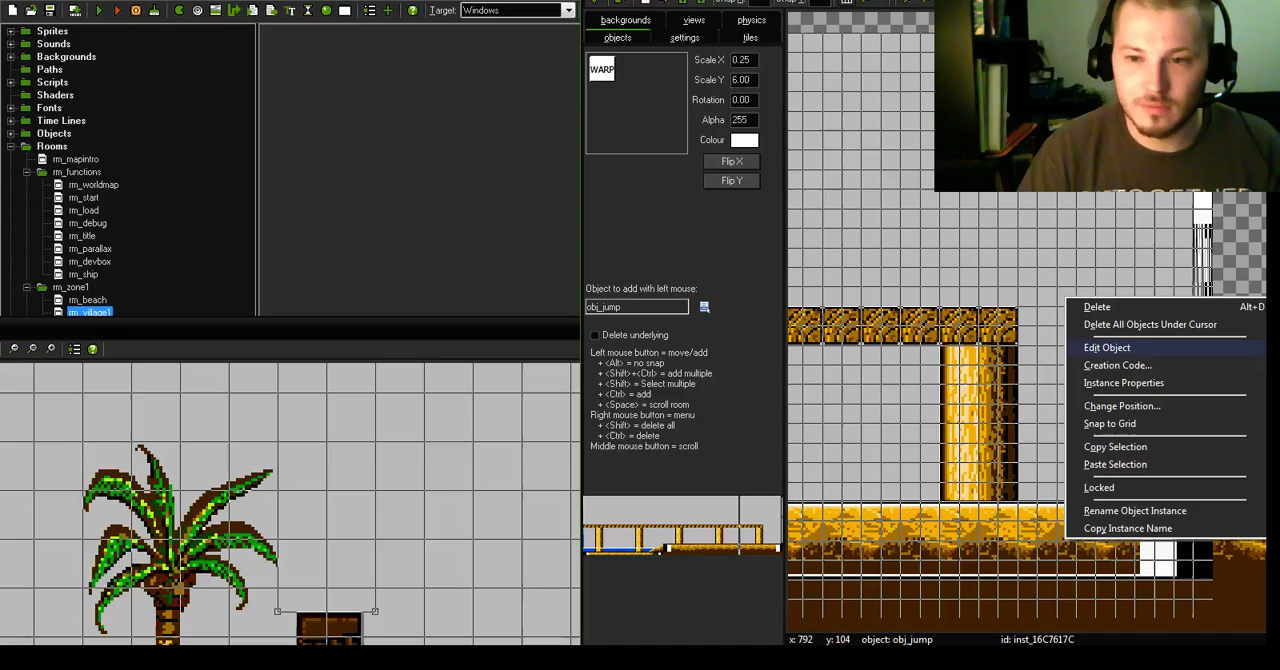 Target: Windows
Sprites
Sounds
Backgrounds
Paths
Scripts
Shaders
Fonts
Time Lines
Objects
Rooms
rm_mapintro
rm_functions
rm_worldmap
rm_start
rm_load
rm_debug
rm_title
rm_parallax
rm_devbox
rm_ship
rm_zone1
rm_beach
rm_village1
backgrounds
views
physics
objects
settings
tiles
WARP
Scale X 0.25
Scale Y 6.00
Rotation 0.00
Alpha 255
Colour
Flip X
Flip Y
Object to add with left mouse:
obj_jump
Delete underlying
Left mouse button = move/add
+ <Alt> = no snap
+ <Shift>+<Ctrl> = add multiple
+ <Shift> = Select multiple
+ <Ctrl> = add
+ <Space> = scroll room
Right mouse button = menu
+ <Shift> = delete all
+ <Ctrl> = delete
Middle mouse button = scroll
Delete Alt+D
Delete All Objects Under Cursor
Edit Object
Creation Code...
Instance Properties
Change Position...
Snap to Grid
Copy Selection
Paste Selection
Locked
Rename Object Instance
Copy Instance Name
x: 792 y: 104 object: obj_jump id: inst_16C7617C